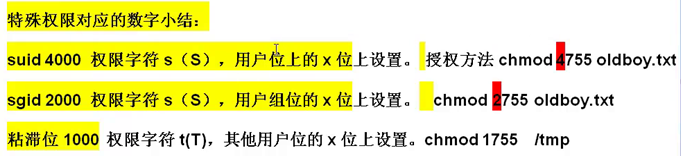 特殊权限对应的数字小结：
suid 4000 权限字符 s（S），用户位上的 x 位上设置。 授权方法 chmod 4755 oldboy.txt
sgid 2000 权限字符 s（S），用户组位的 x 位上设置。 chmod 2755 oldboy.txt
粘滞位 1000 权限字符 t(T)，其他用户位的 x 位上设置。chmod 1755 /tmp